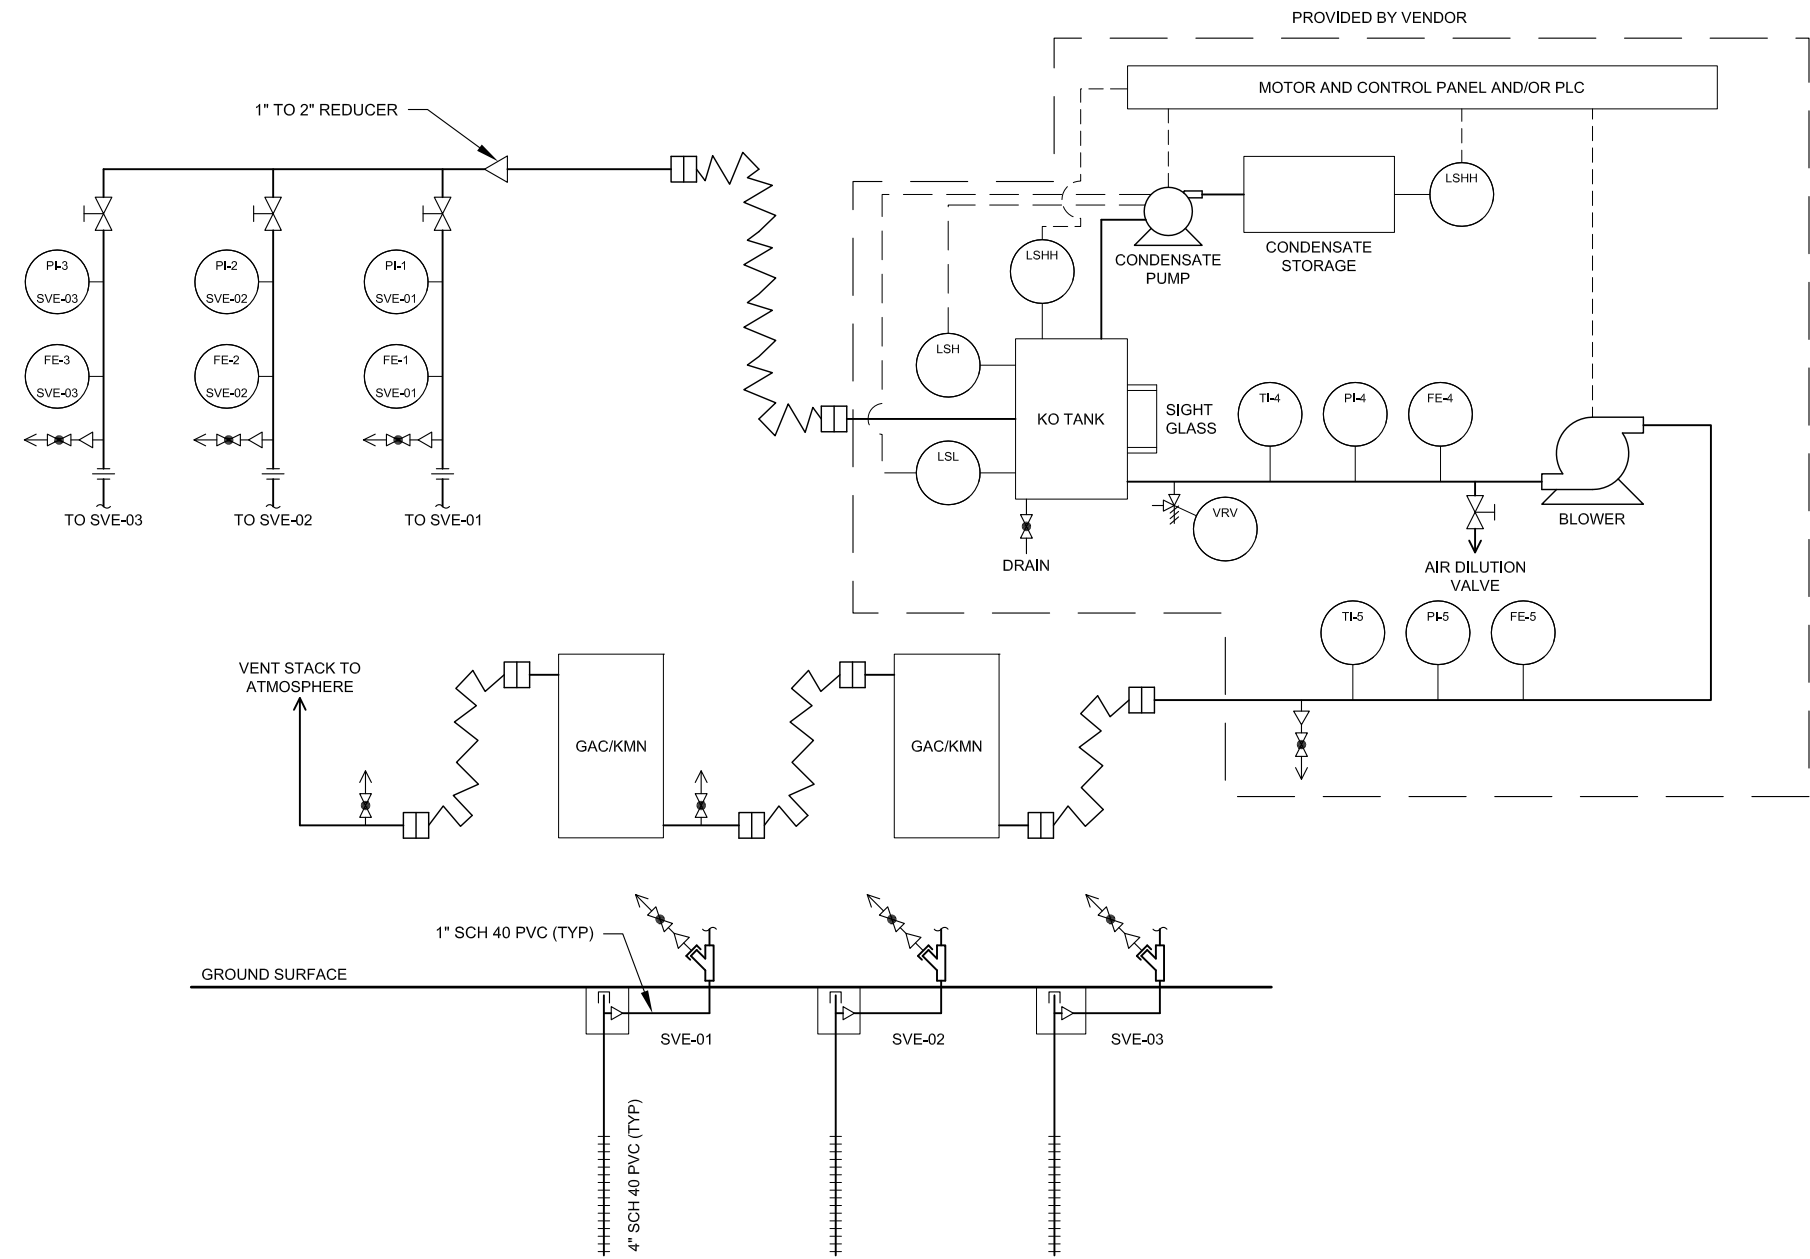 PROVIDED BY VENDOR
MOTOR AND CONTROL PANEL AND/OR PLC
1" TO 2" REDUCER
LSHH
CONDENSATE
PUMP
CONDENSATE
STORAGE
LSHH
PI-3
SVE-03
PI-2
SVE-02
PI-1
SVE-01
FE-3
SVE-03
FE-2
SVE-02
FE-1
SVE-01
TO SVE-03
TO SVE-02
TO SVE-01
LSH
KO TANK
SIGHT
GLASS
LSL
DRAIN
TI-4
PI-4
FE-4
VRV
BLOWER
AIR DILUTION
VALVE
TI-5
PI-5
FE-5
VENT STACK TO
ATMOSPHERE
GAC/KMN
GAC/KMN
1" SCH 40 PVC (TYP)
GROUND SURFACE
SVE-01
SVE-02
SVE-03
4" SCH 40 PVC (TYP)